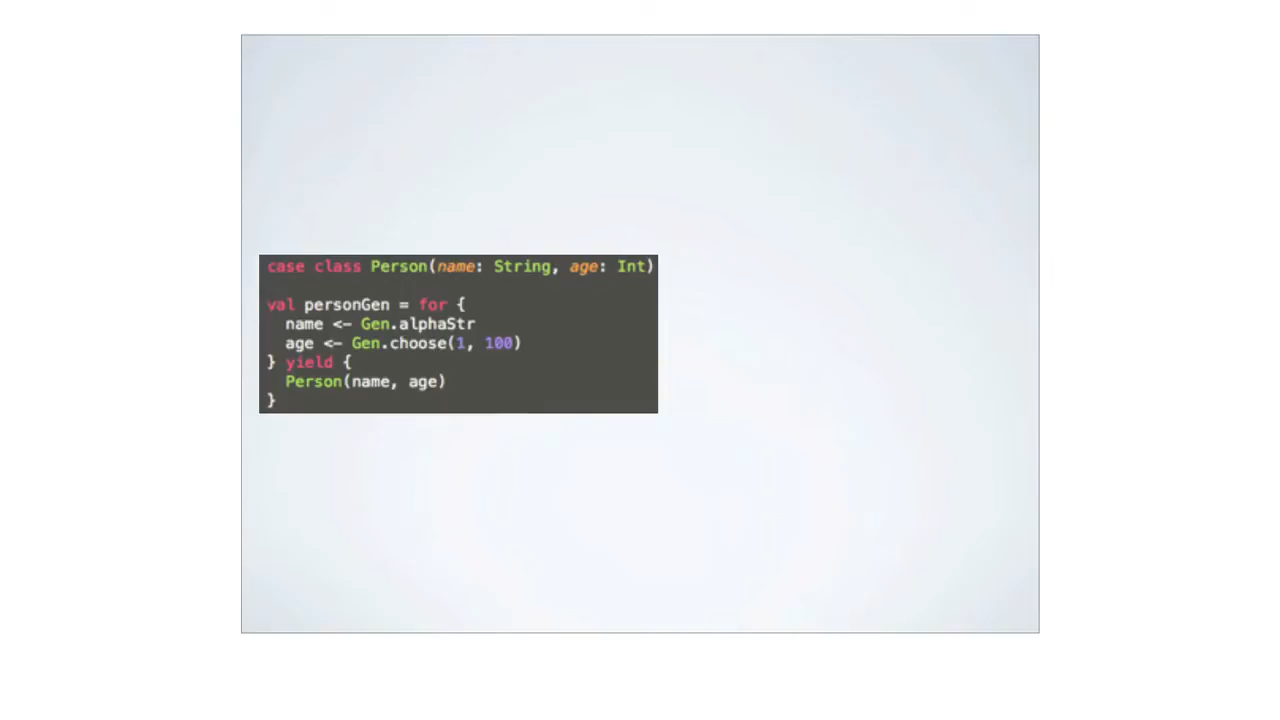 case class Person(name: String, age: Int)
val personGen = for {
  name <- Gen.alphaStr
  age <- Gen.choose(1, 100)
} yield {
  Person(name, age)
}